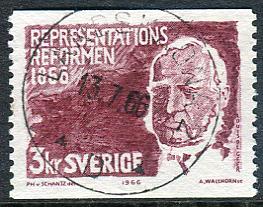 REPRESENTATIONS
REFORMEN
1866
13.7.66
3kr SVERIGE
PH v SCHANTZ del.
1966
A. WALLHORN sc.